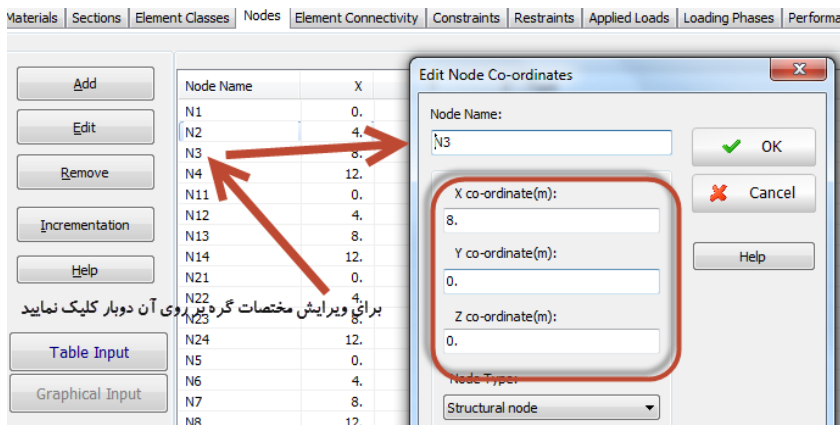 Materials Sections Element Classes Nodes Element Connectivity Constraints Restraints Applied Loads Loading Phases Performa
Add
Edit
Remove
Incrementation
Help
Table Input
Graphical Input
Node Name X
N1 0.
N2 4.
N3 8.
N4 12.
N11 0.
N12 4.
N13 8.
N14 12.
N21 0.
N22 4.
برای ویرایش مختصات گره بر روی آن دوبار کلیک نمایید
N23 8.
N24 12.
N5 0.
N6 4.
N7 8.
N8 12.
Edit Node Co-ordinates
Node Name:
N3
X co-ordinate(m):
8.
Y co-ordinate(m):
0.
Z co-ordinate(m):
0.
Node Type:
Structural node
OK
Cancel
Help